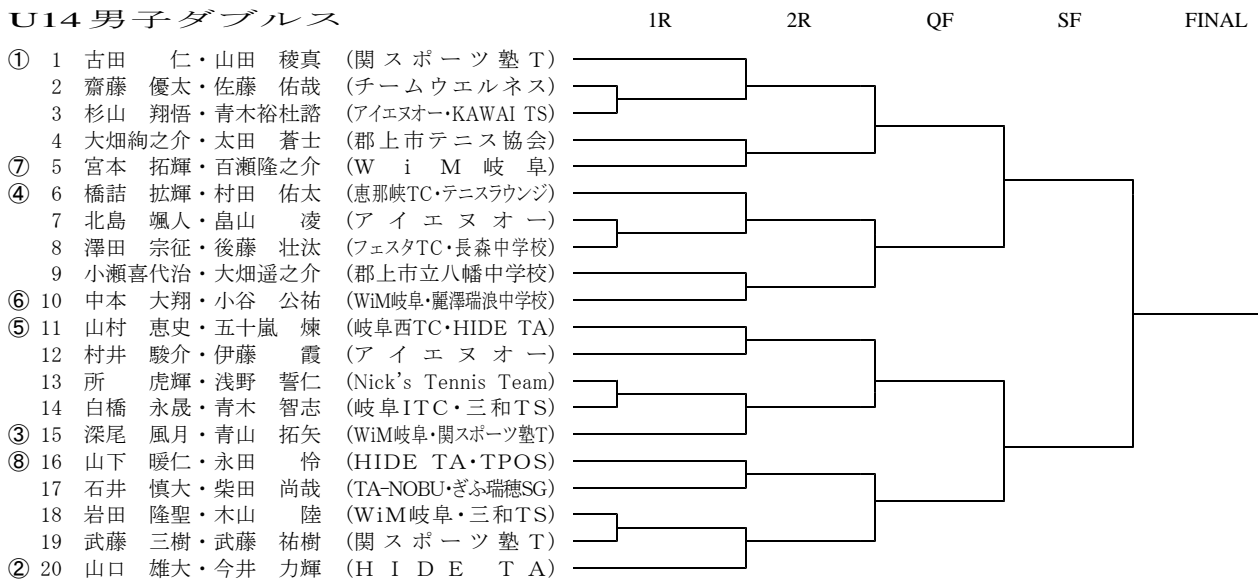 U14男子ダブルス 1R 2R QF SF FINAL
① 1 古田 仁・山田 稜真 (関スポーツ塾T)
2 齋藤 優太・佐藤 佑哉 (チームウエルネス)
3 杉山 翔悟・青木裕杜諮 (アイエヌオー・KAWAI TS)
4 大畑絢之介・太田 蒼士 (郡上市テニス協会)
⑦ 5 宮本 拓輝・百瀬隆之介 (WiM岐阜)
④ 6 橋詰 拡輝・村田 佑太 (恵那峡TC・テニスラウンジ)
7 北島 颯人・畠山 凌 (アイエヌオー)
8 澤田 宗征・後藤 壮汰 (フェスタTC・長森中学校)
9 小瀬喜代治・大畑遥之介 (郡上市立八幡中学校)
⑥ 10 中本 大翔・小谷 公祐 (WiM岐阜・麗澤瑞浪中学校)
⑤ 11 山村 恵史・五十嵐 煉 (岐阜西TC・HIDE TA)
12 村井 駿介・伊藤 霞 (アイエヌオー)
13 所 虎輝・浅野 誓仁 (Nick's Tennis Team)
14 白橋 永晟・青木 智志 (岐阜ITC・三和TS)
③ 15 深尾 風月・青山 拓矢 (WiM岐阜・関スポーツ塾T)
⑧ 16 山下 暖仁・永田 怜 (HIDE TA・TPOS)
17 石井 慎大・柴田 尚哉 (TA-NOBU・ぎふ瑞穂SG)
18 岩田 隆聖・木山 陸 (WiM岐阜・三和TS)
19 武藤 三樹・武藤 祐樹 (関スポーツ塾T)
② 20 山口 雄大・今井 力輝 (HIDE TA)